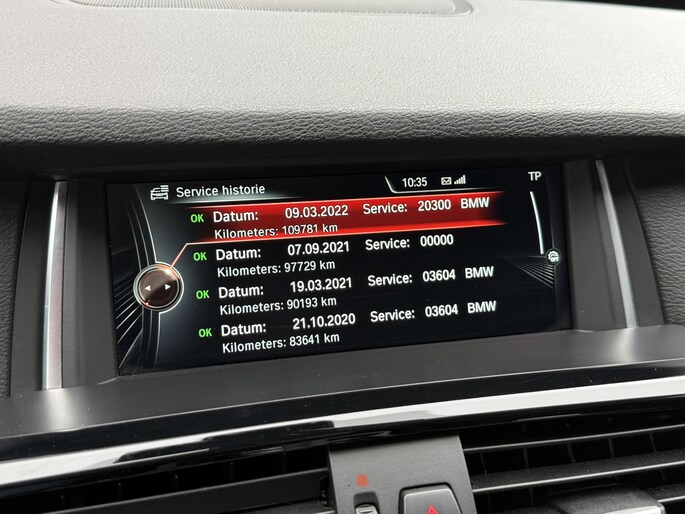 Service historie 10:35 TP
OK Datum: 09.03.2022 Service: 20300 BMW
Kilometers: 109781 km
OK Datum: 07.09.2021 Service: 00000
Kilometers: 97729 km
OK Datum: 19.03.2021 Service: 03604 BMW
Kilometers: 90193 km
OK Datum: 21.10.2020 Service: 03604 BMW
Kilometers: 83641 km